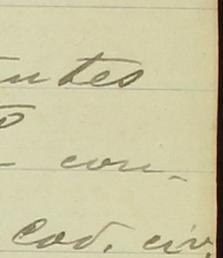 ntes
con-
Cod. civ.